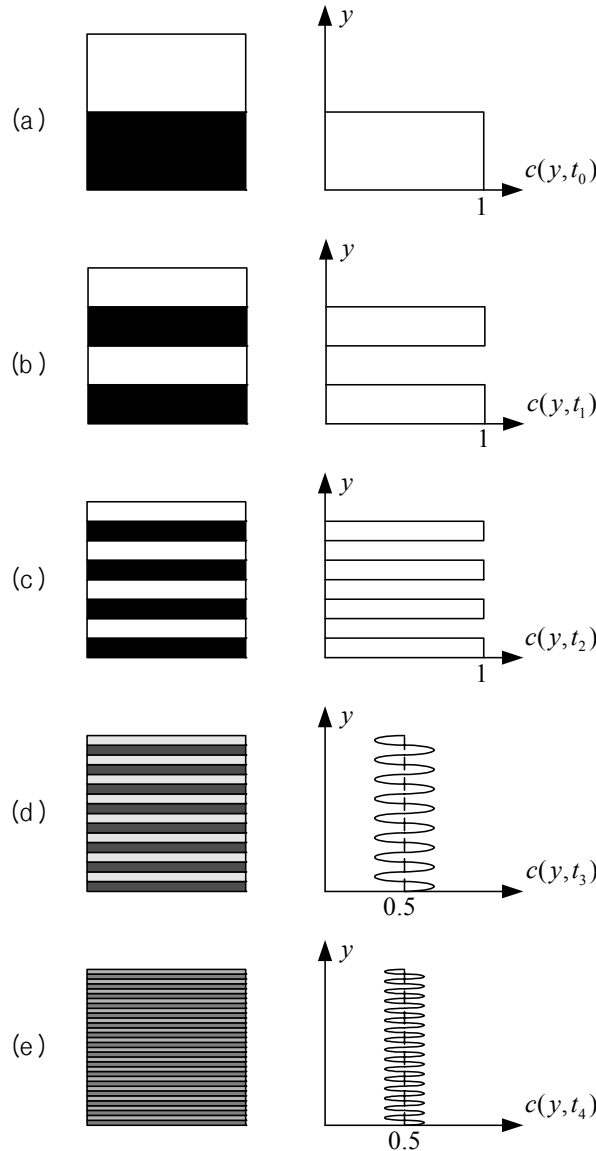 y
(a)
c(y,t₀)
1
y
(b)
c(y,t₁)
1
y
(c)
c(y,t₂)
1
y
(d)
c(y,t₃)
0.5
y
(e)
c(y,t₄)
0.5